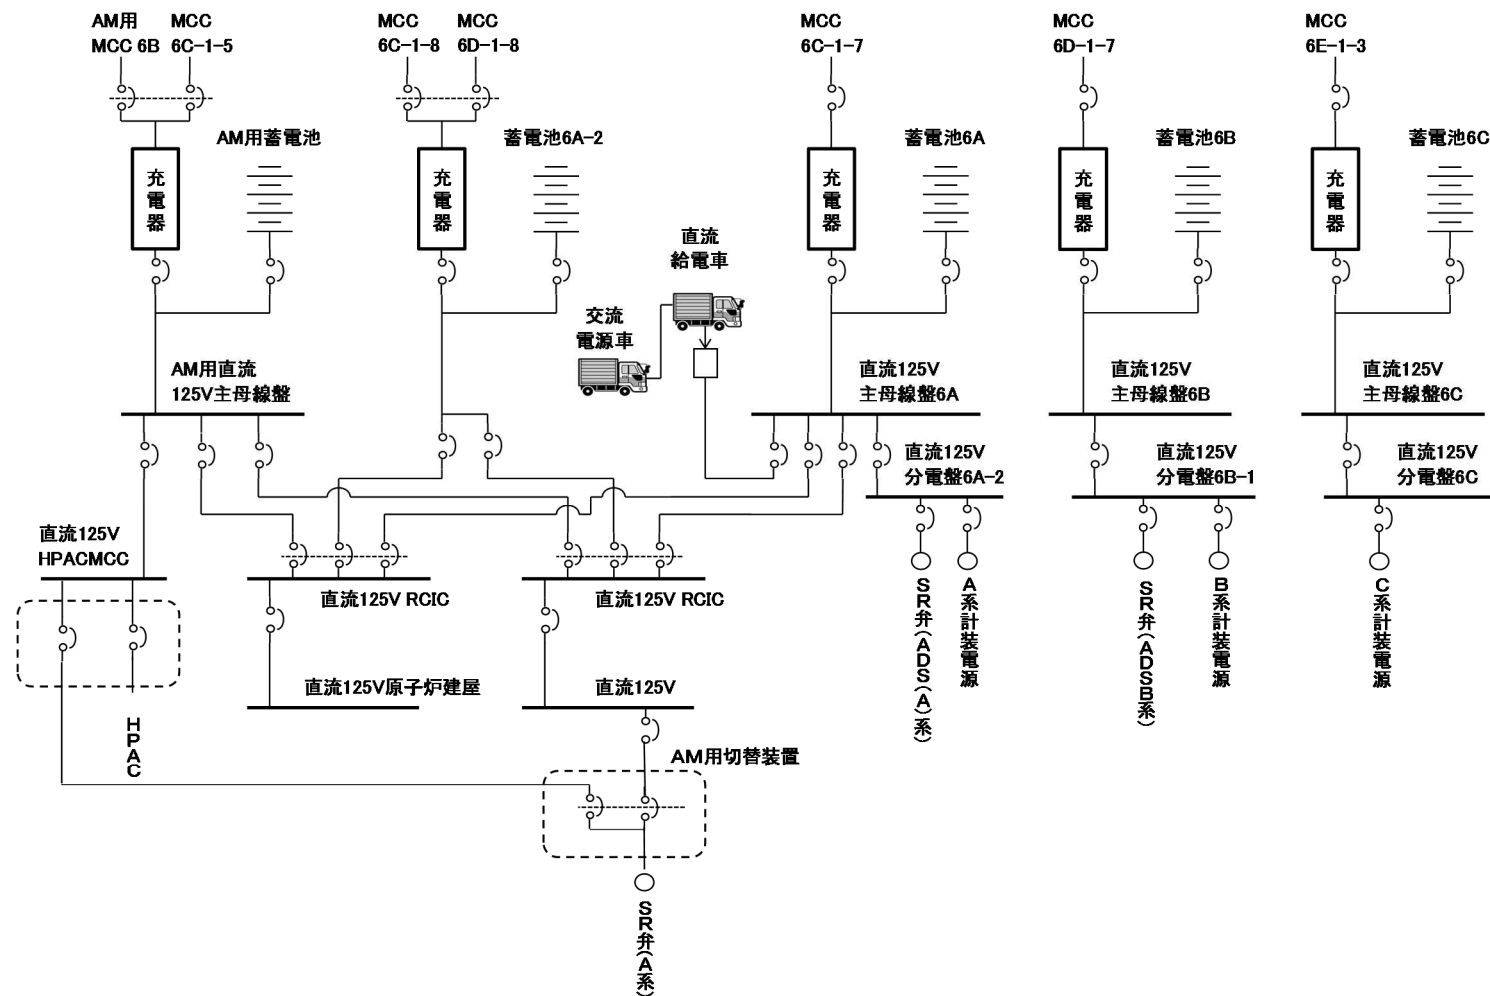 AM用
MCC 6B
MCC
6C-1-5
MCC
6C-1-8
MCC
6D-1-8
MCC
6C-1-7
MCC
6D-1-7
MCC
6E-1-3
充電器
AM用蓄電池
充電器
蓄電池6A-2
充電器
蓄電池6A
充電器
蓄電池6B
充電器
蓄電池6C
直流
給電車
交流
電源車
AM用直流
125V主母線盤
直流125V
主母線盤6A
直流125V
主母線盤6B
直流125V
主母線盤6C
直流125V
分電盤6A-2
直流125V
分電盤6B-1
直流125V
分電盤6C
直流125V
HPACMCC
直流125V RCIC
直流125V RCIC
SR弁(ADS(A)系)
A系計装電源
SR弁(ADSB系)
B系計装電源
C系計装電源
直流125V原子炉建屋
直流125V
HPAC
AM用切替装置
SR弁(A系)